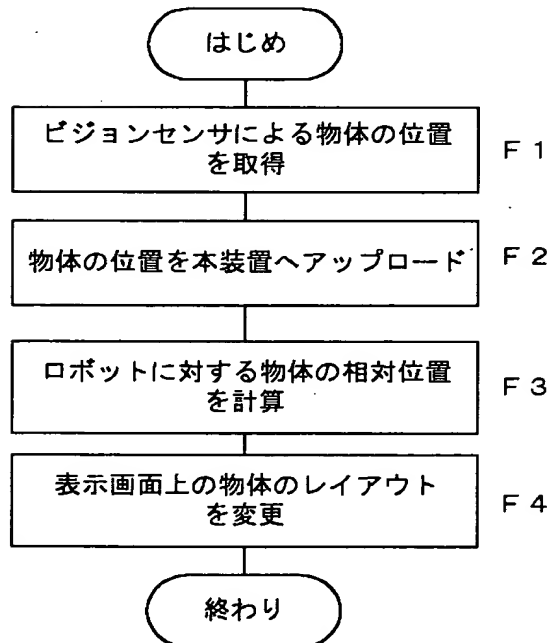 はじめ
ビジョンセンサによる物体の位置
を取得
F 1
物体の位置を本装置へアップロード
F 2
ロボットに対する物体の相対位置
を計算
F 3
表示画面上の物体のレイアウト
を変更
F 4
終わり